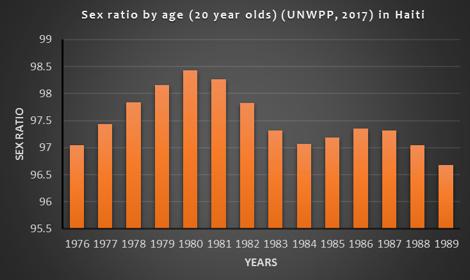 Sex ratio by age (20 year olds) (UNWPP, 2017) in Haiti
99
98.5
98
97.5
97
96.5
96
95.5
SEX RATIO
1976 1977 1978 1979 1980 1981 1982 1983 1984 1985 1986 1987 1988 1989
YEARS